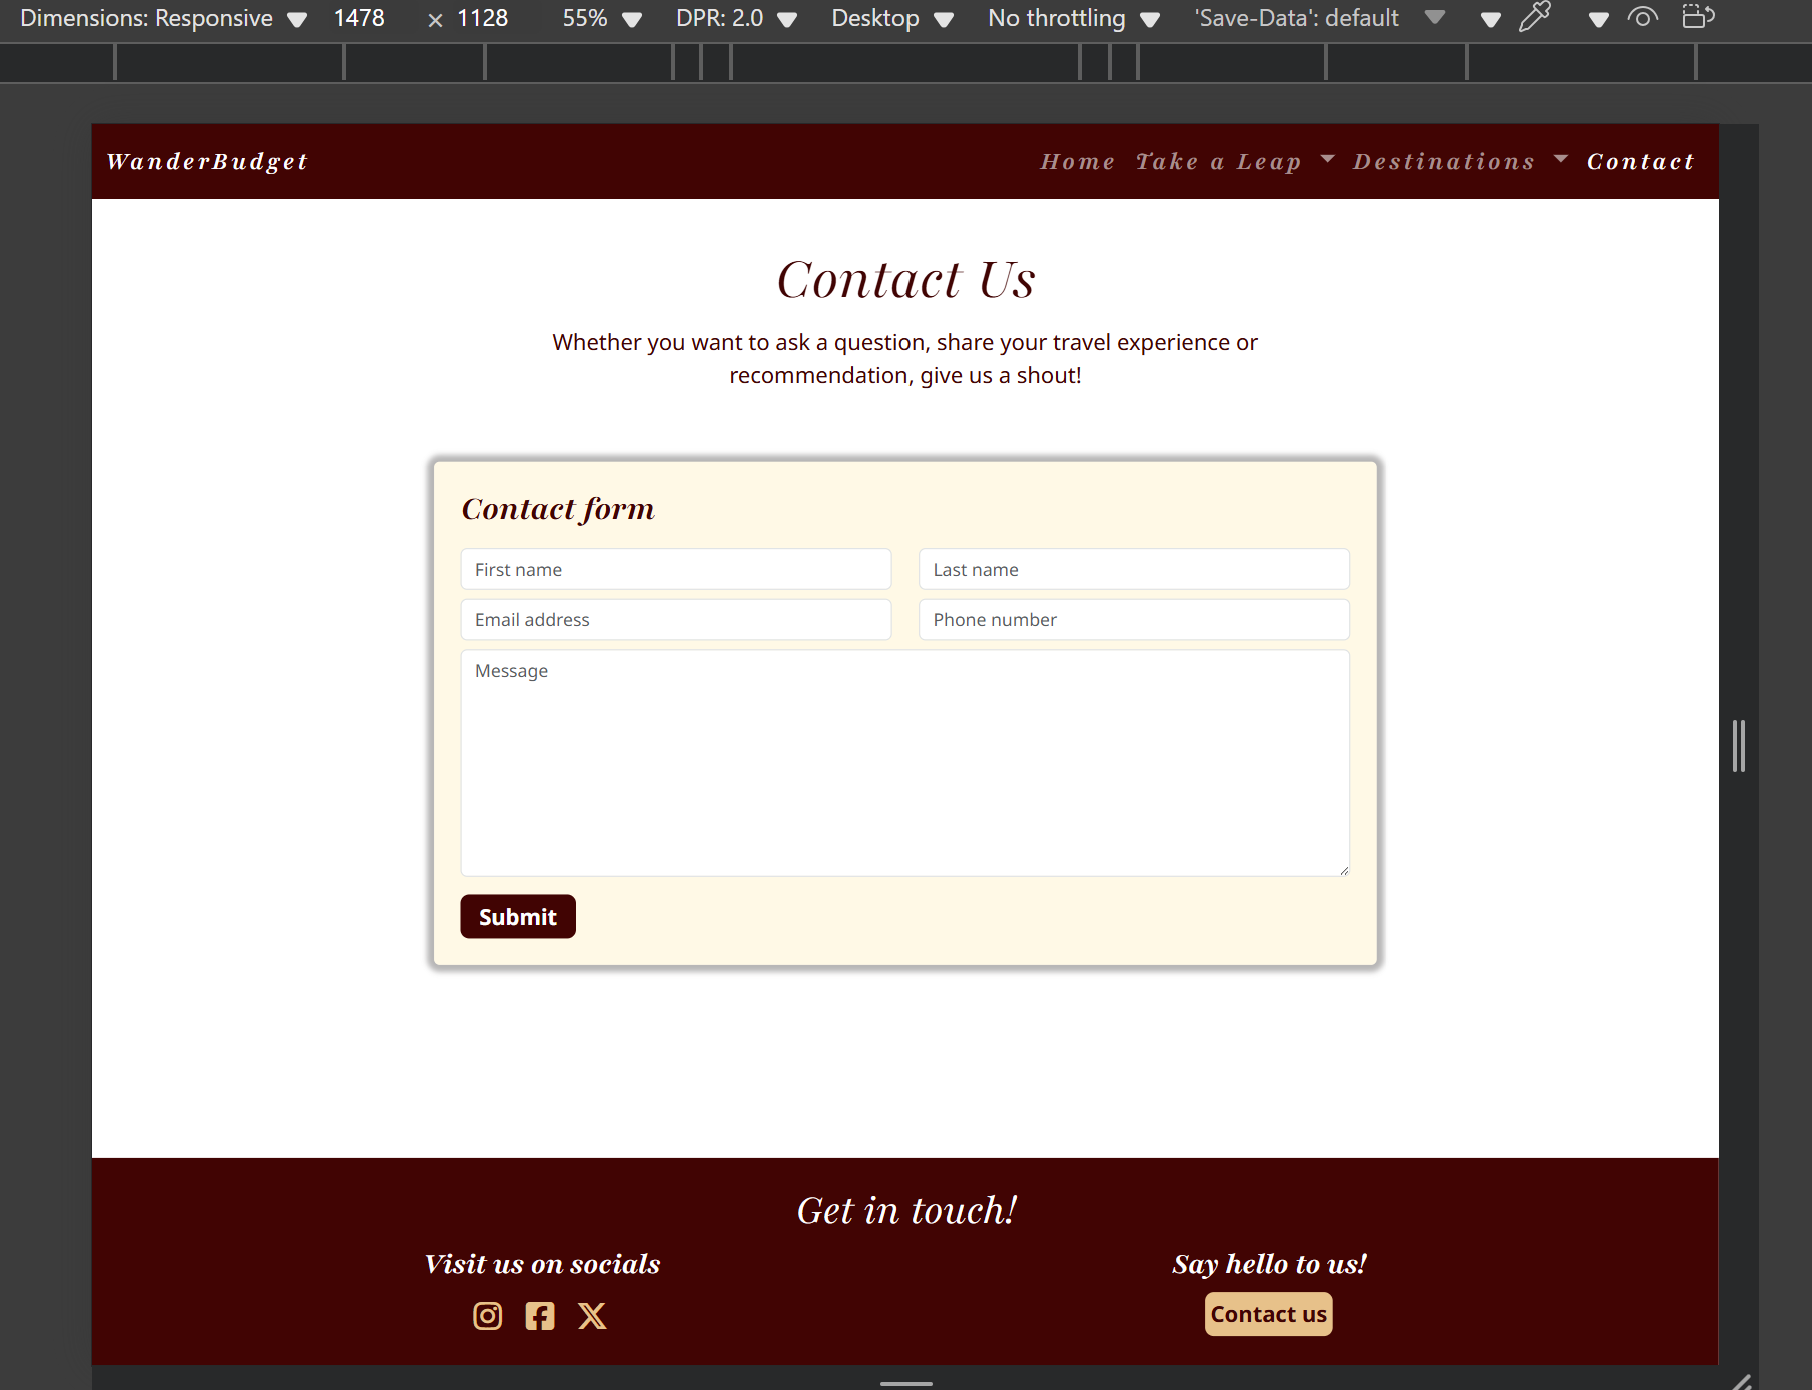 Dimensions: Responsive 1478 × 1128 55% DPR: 2.0 Desktop No throttling 'Save-Data': default
WanderBudget Home Take a Leap Destinations Contact
Contact Us
Whether you want to ask a question, share your travel experience or
recommendation, give us a shout!
Contact form
First name Last name
Email address Phone number
Message
Submit
Get in touch!
Visit us on socials Say hello to us!
Contact us